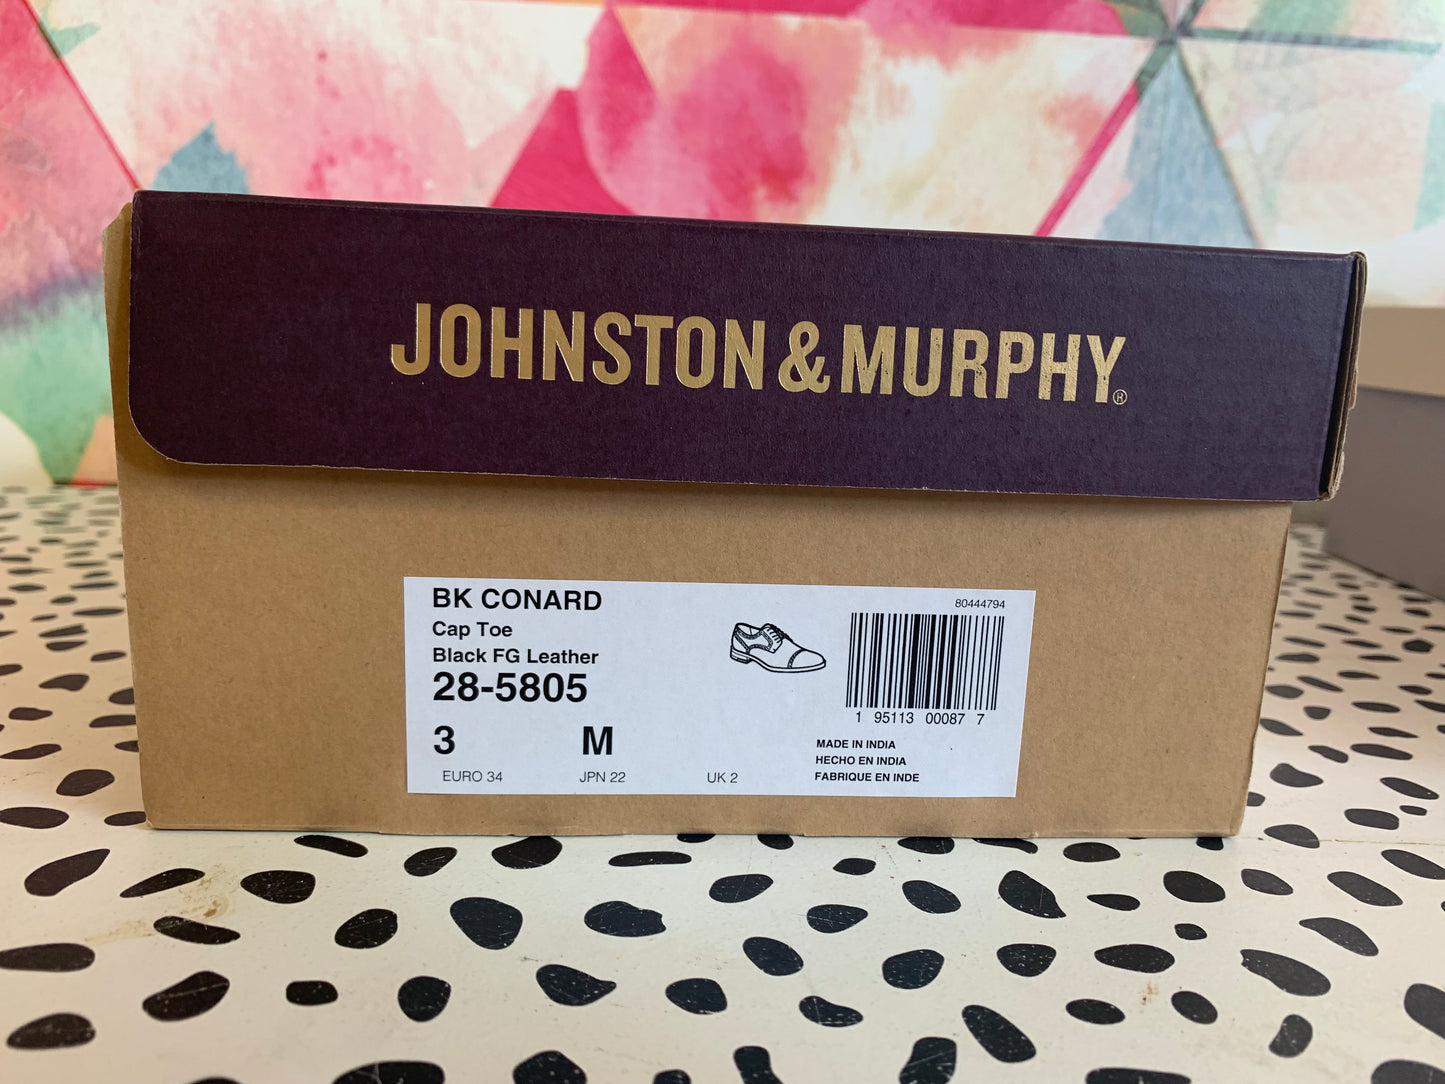 JOHNSTON & MURPHY®
BK CONARD
Cap Toe
Black FG Leather
28-5805
3 M
EURO 34 JPN 22 UK 2
80444794
1 95113 00087 7
MADE IN INDIA
HECHO EN INDIA
FABRIQUE EN INDE